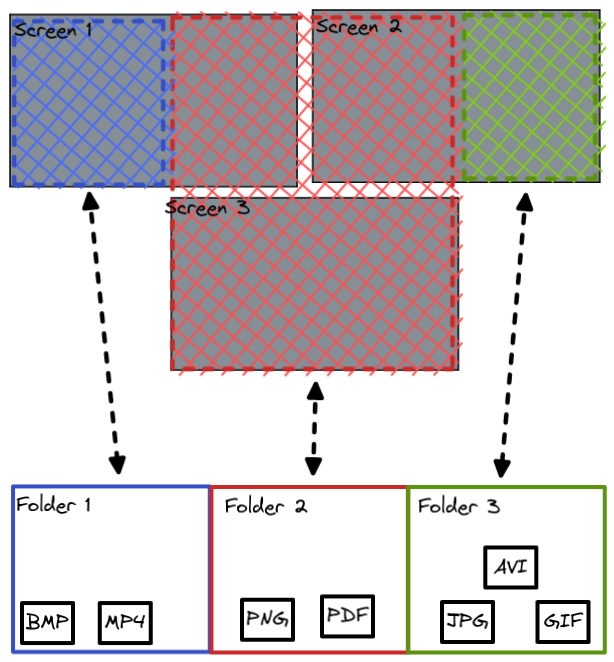 Screen 1
Screen 2
Screen 3
Folder 1
Folder 2
Folder 3
AVI
BMP
MP4
PNG
PDF
JPG
GIF